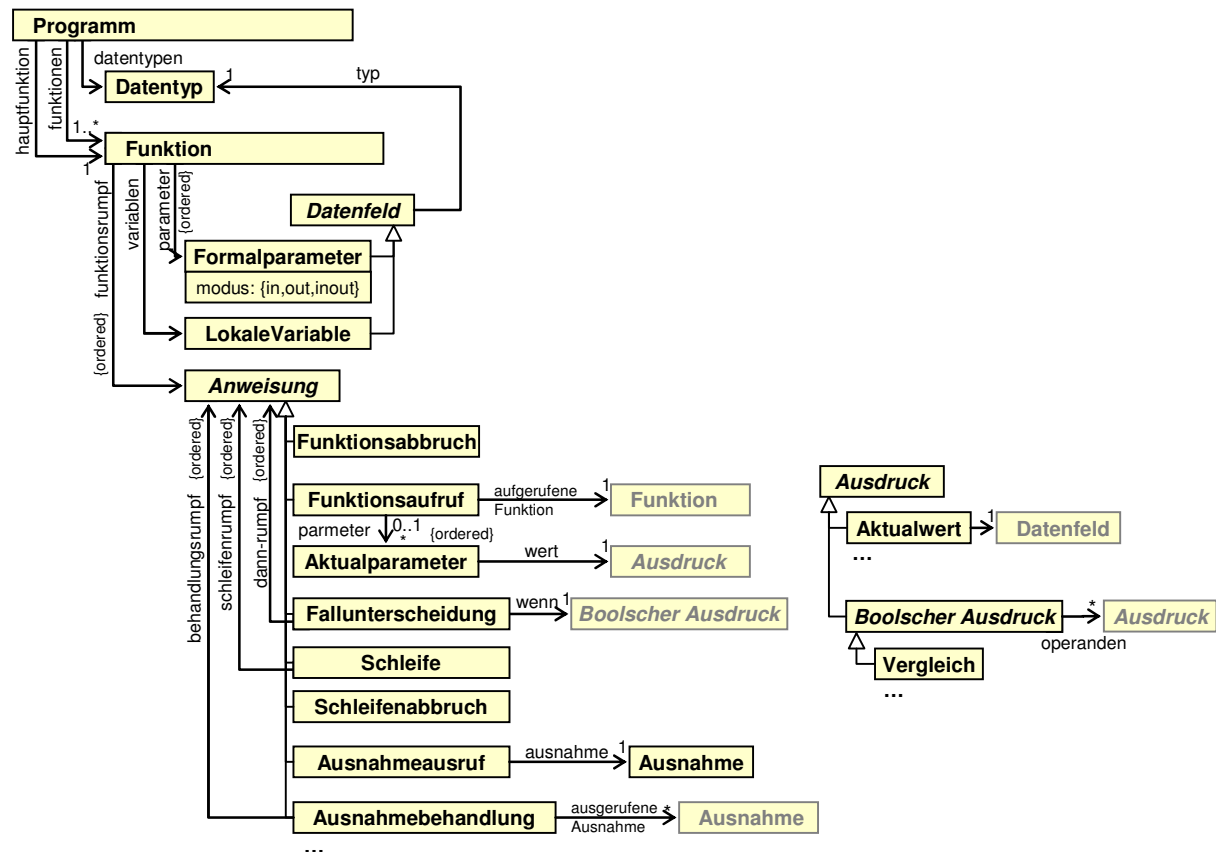 Programm
datentypen
hauptfunktion
funktionen
1
typ
Datentyp
1..*
Funktion
1
funktionsrumpf
{ordered}
variablen
parameter
{ordered}
Datenfeld
Formalparameter
modus: {in,out,inout}
LokaleVariable
Anweisung
behandlungsrumpf {ordered}
schleifenrumpf {ordered}
dann-rumpf {ordered}
Funktionsabbruch
Funktionsaufruf
aufgerufene
Funktion
1
Funktion
parmeter
0..1
*
{ordered}
Aktualparameter
wert
1
Ausdruck
Fallunterscheidung
wenn
1
Boolscher Ausdruck
Schleife
Schleifenabbruch
Ausnahmeausruf
ausnahme
1
Ausnahme
Ausnahmebehandlung
ausgerufene
Ausnahme
*
Ausnahme
...
Ausdruck
Aktualwert
1
Datenfeld
...
Boolscher Ausdruck
*
Ausdruck
operanden
Vergleich
...